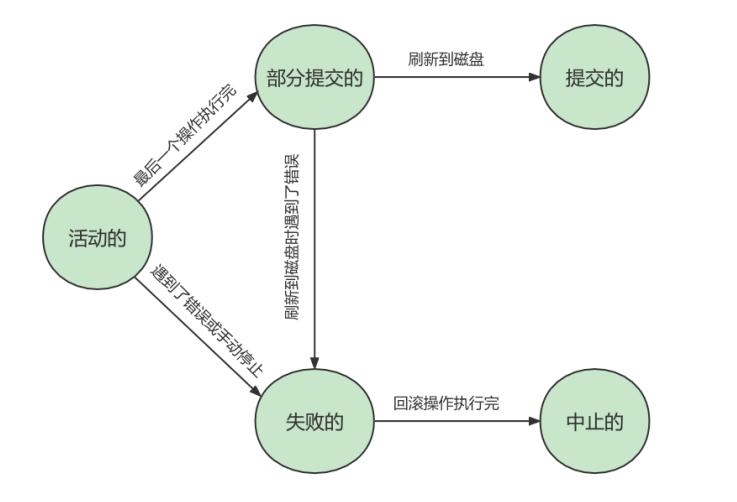 部分提交的
刷新到磁盘
提交的
最后一个操作执行完
活动的
刷新到磁盘时遇到了错误
遇到了错误或手动停止
失败的
回滚操作执行完
中止的